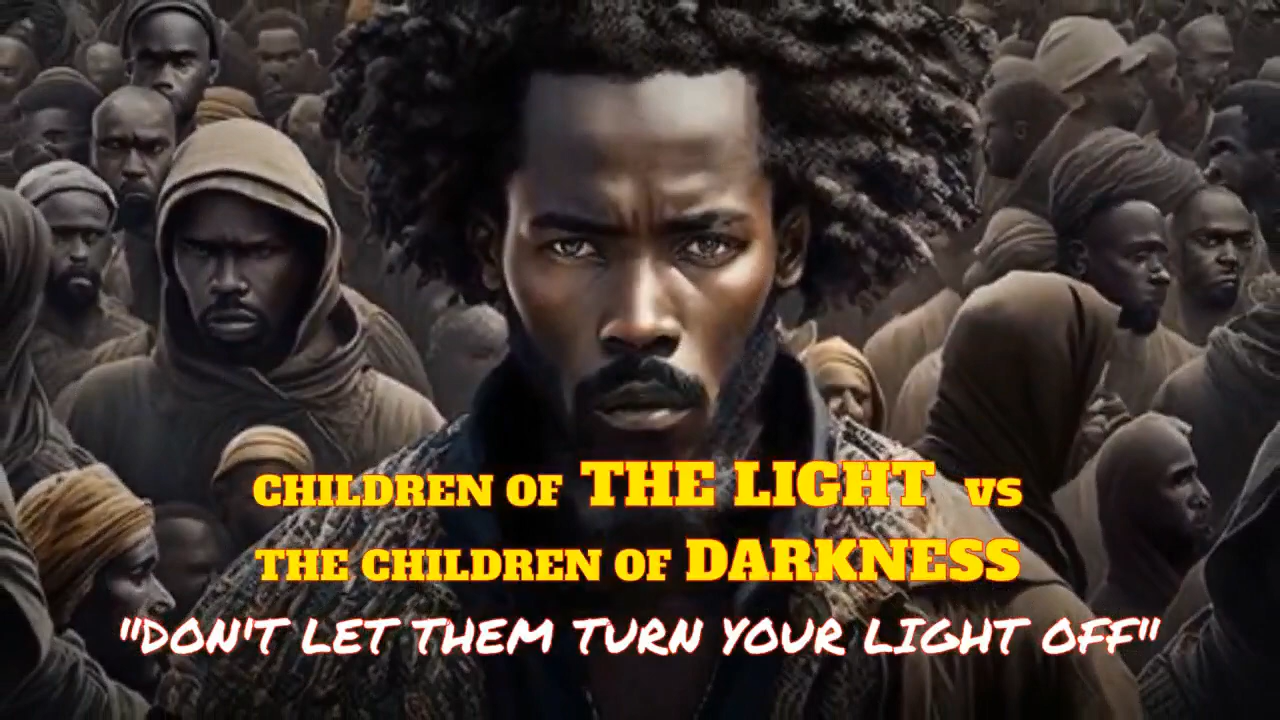 CHILDREN OF THE LIGHT VS
THE CHILDREN OF DARKNESS
"DON'T LET THEM TURN YOUR LIGHT OFF"